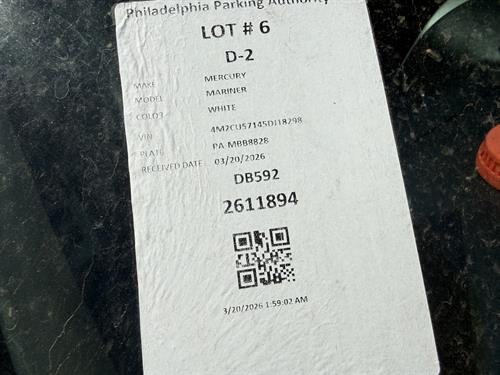 Philadelphia Parking Authority
LOT # 6
D-2
MAKE MERCURY
MODEL MARINER
COLOR WHITE
VIN 4M2CU57145DJ18298
PLATE PA MBB8828
RECEIVED DATE: 03/20/2026
DB592
2611894
3/20/2026 1:59:02 AM